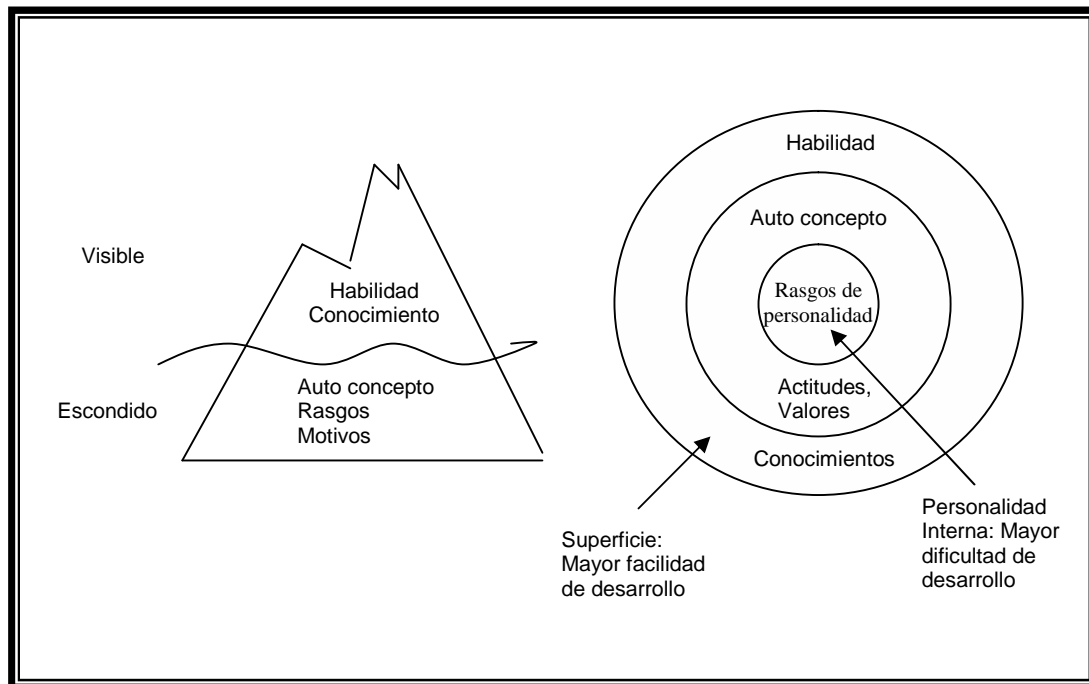 Visible
Habilidad
Conocimiento
Escondido
Auto concepto
Rasgos
Motivos
Habilidad
Auto concepto
Rasgos de
personalidad
Actitudes,
Valores
Conocimientos
Superficie:
Mayor facilidad
de desarrollo
Personalidad
Interna: Mayor
dificultad de
desarrollo